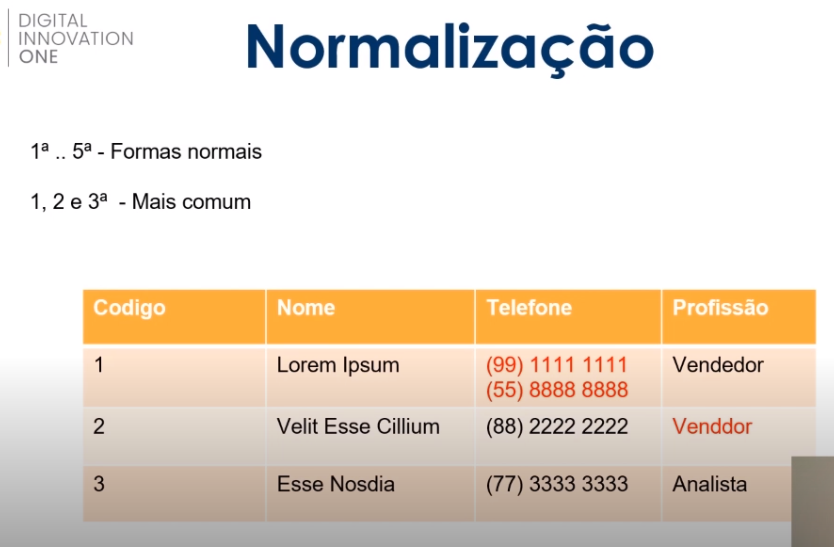 DIGITAL
INNOVATION
ONE
Normalização
1ª .. 5ª - Formas normais
1, 2 e 3ª - Mais comum
Codigo Nome Telefone Profissão
1 Lorem Ipsum (99) 1111 1111 Vendedor
(55) 8888 8888
2 Velit Esse Cillium (88) 2222 2222 Venddor
3 Esse Nosdia (77) 3333 3333 Analista